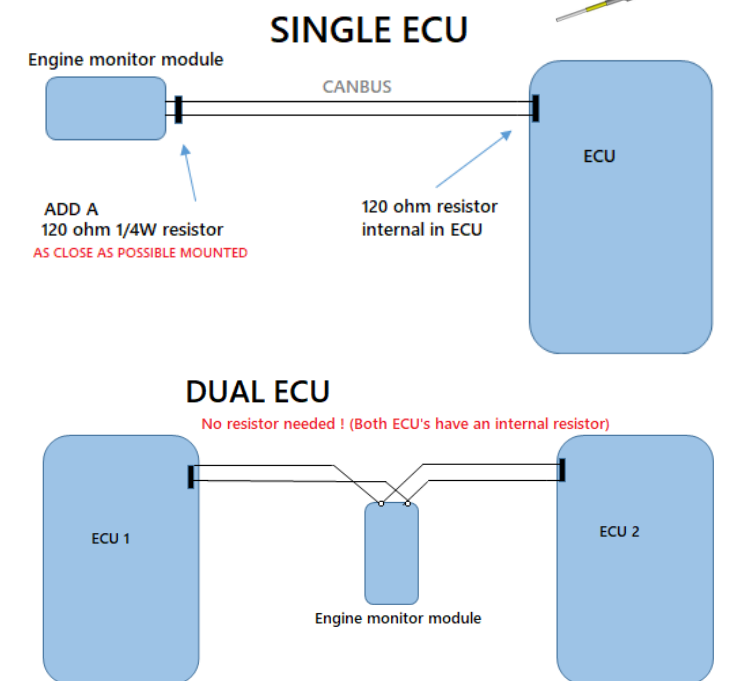 SINGLE ECU
Engine monitor module
CANBUS
ECU
ADD A
120 ohm 1/4W resistor
AS CLOSE AS POSSIBLE MOUNTED
120 ohm resistor
internal in ECU
DUAL ECU
No resistor needed ! (Both ECU's have an internal resistor)
ECU 1
ECU 2
Engine monitor module